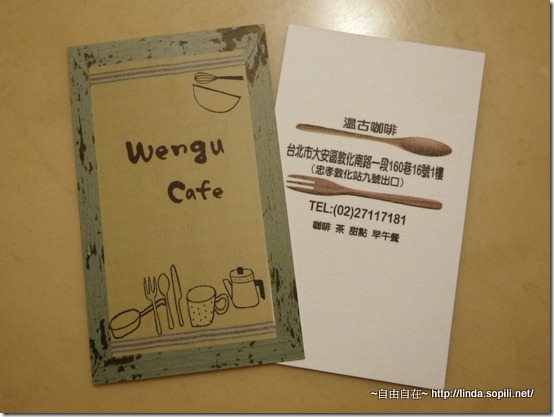 Wengu
Cafe
溫古咖啡
台北市大安區敦化南路一段160巷16號1樓
(忠孝敦化站九號出口)
TEL:(02)27117181
咖啡 茶 甜點 早午餐
~自由自在~ http://linda.sopili.net/